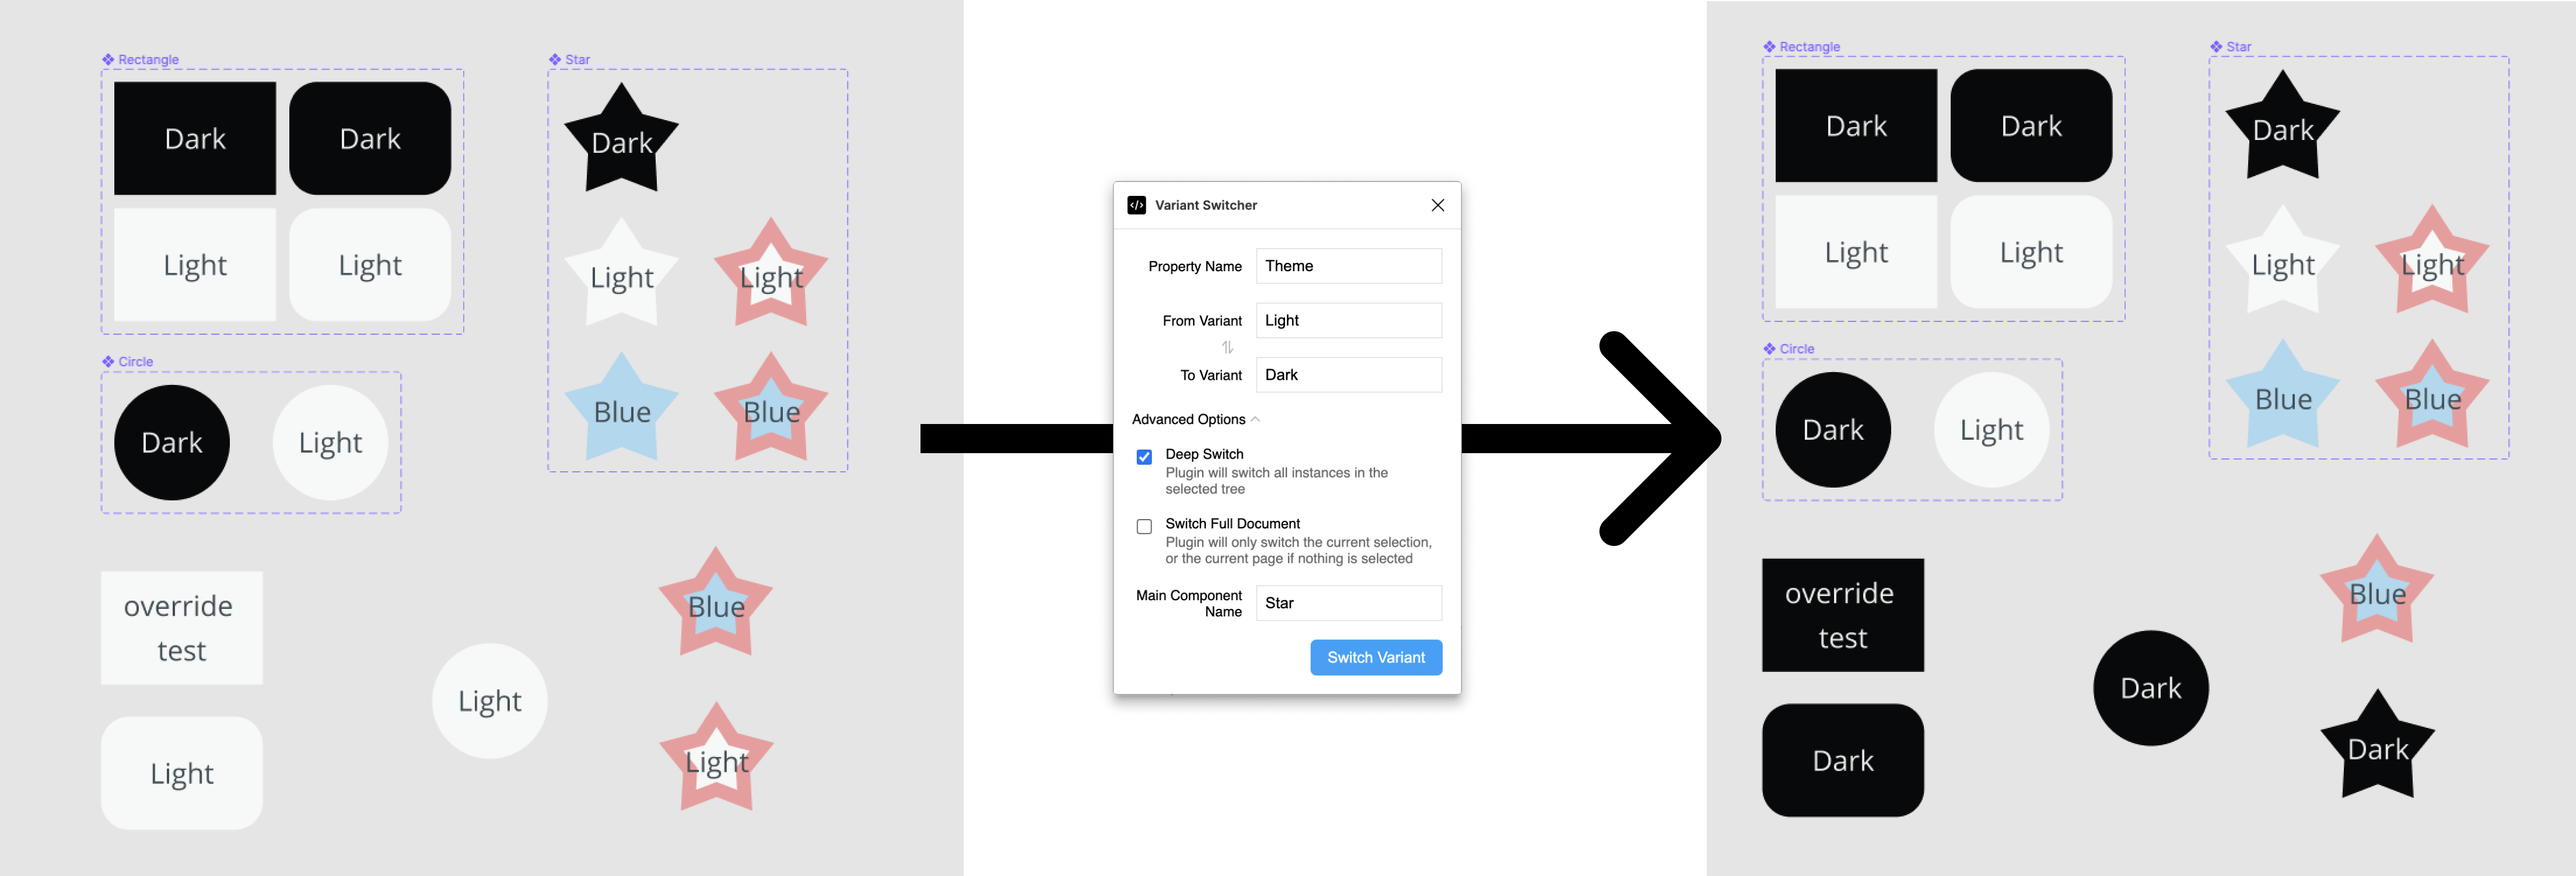 Rectangle
Dark
Dark
Light
Light
Circle
Dark
Light
Star
Dark
Light
Light
Blue
Blue
override
test
Light
Light
Blue
Light
Variant Switcher
Property Name
Theme
From Variant
Light
To Variant
Dark
Advanced Options
Deep Switch
Plugin will switch all instances in the
selected tree
Switch Full Document
Plugin will only switch the current selection,
or the current page if nothing is selected
Main Component
Name
Star
Switch Variant
Rectangle
Dark
Dark
Light
Light
Circle
Dark
Light
Star
Dark
Light
Light
Blue
Blue
override
test
Dark
Dark
Blue
Dark